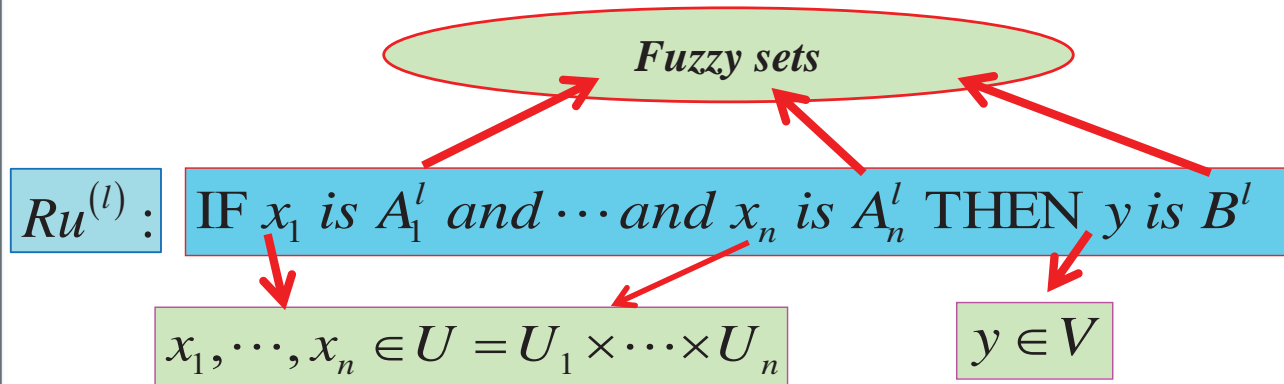 Fuzzy sets
Ru^{(l)} : IF x_1 is A_1^l and ⋯ and x_n is A_n^l THEN y is B^l
x_1, ⋯, x_n ∈ U = U_1 × ⋯ × U_n
y ∈ V